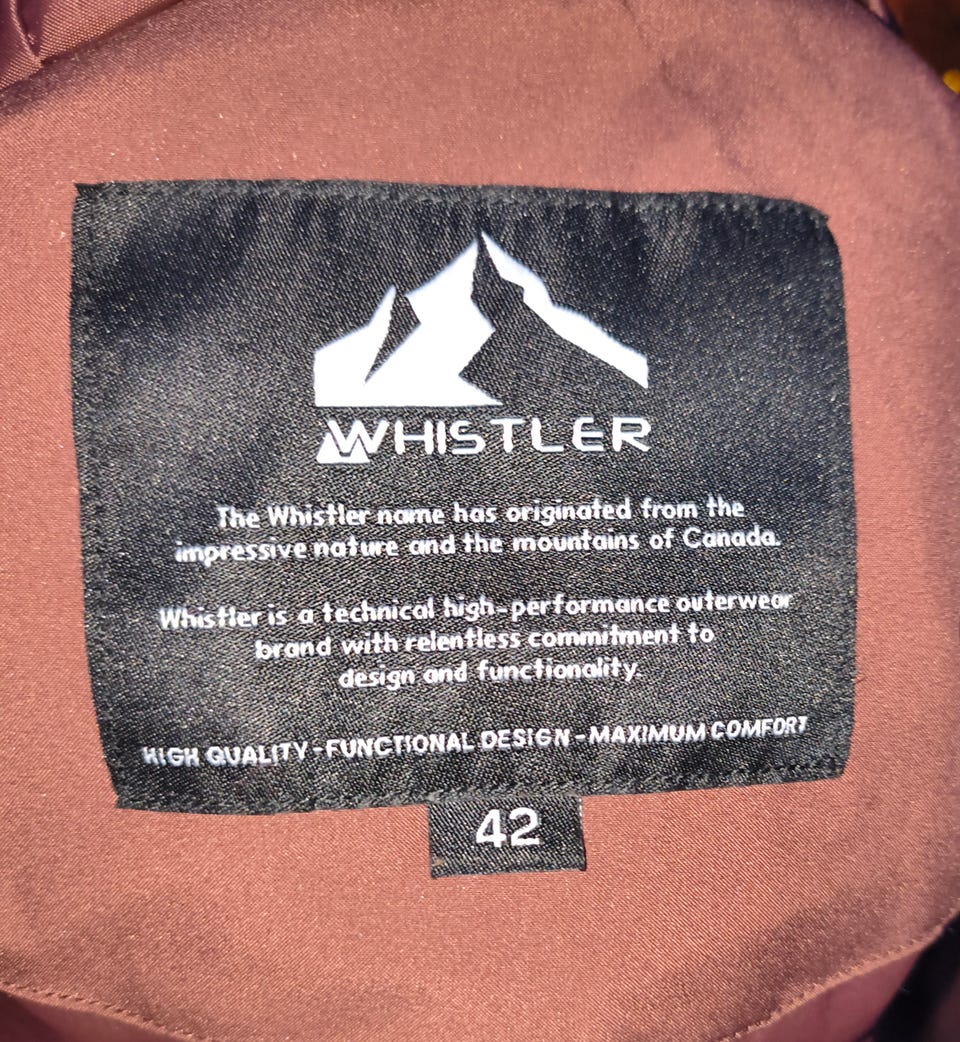 WHISTLER
The Whistler name has originated from the
impressive nature and the mountains of Canada.
Whistler is a technical high-performance outerwear
brand with relentless commitment to
design and functionality.
HIGH QUALITY-FUNCTIONAL DESIGN-MAXIMUM COMFORT
42